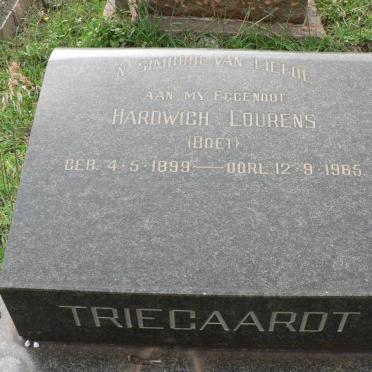 'N SIMBOOL VAN LIEFDE
AAN MY EGGENOOT
HARDWICH LOURENS
(BOET)
GEB. 4·5·1899 — OORL. 12·9·1965
TRIEGAARDT